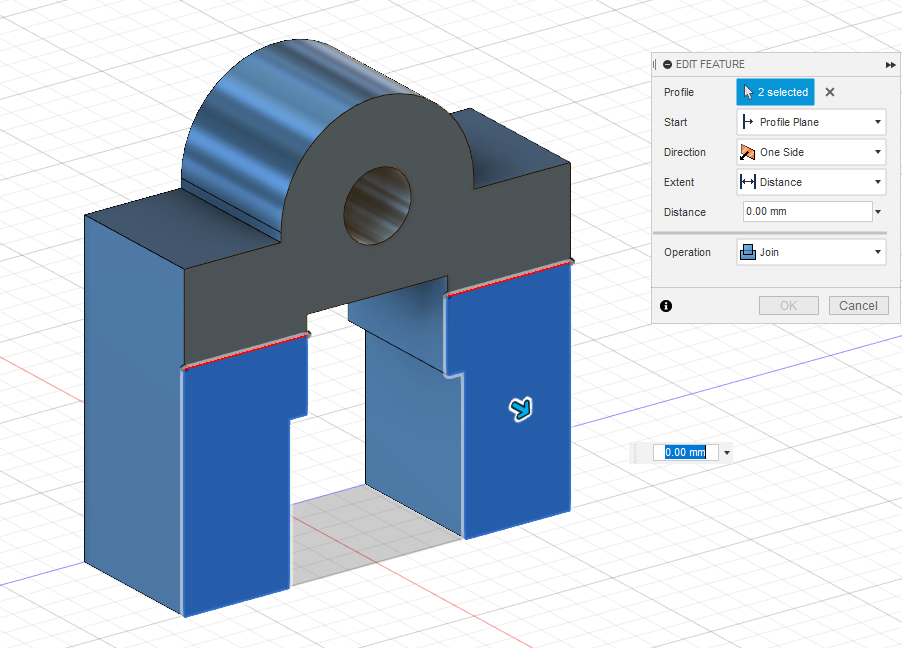 EDIT FEATURE
Profile 2 selected
Start Profile Plane
Direction One Side
Extent Distance
Distance 0.00 mm
Operation Join
OK Cancel
0.00 mm